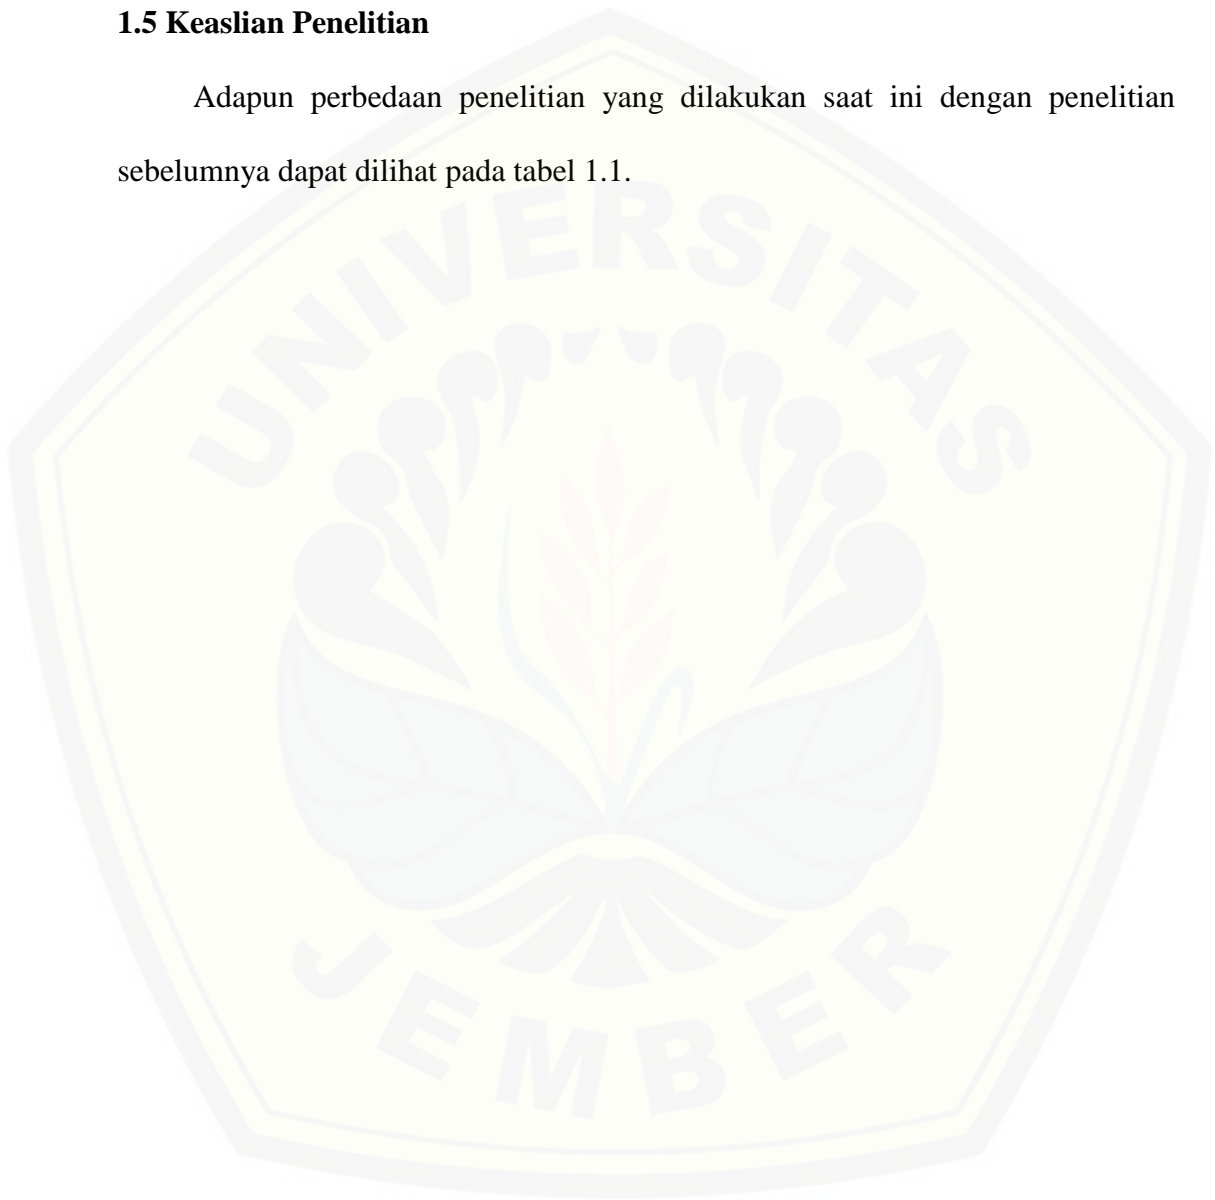 1.5 Keaslian Penelitian
Adapun perbedaan penelitian yang dilakukan saat ini dengan penelitian
sebelumnya dapat dilihat pada tabel 1.1.
UNIVERSITAS
JEMBER